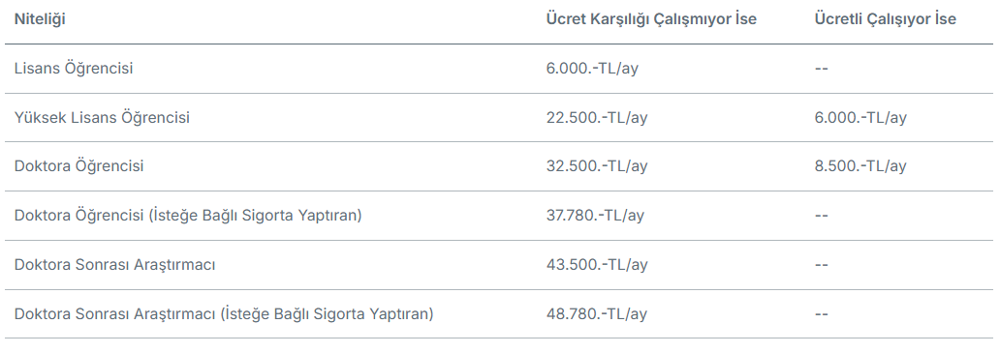 Niteliği Ücret Karşılığı Çalışmıyor İse Ücretli Çalışıyor İse
Lisans Öğrencisi 6.000.-TL/ay --
Yüksek Lisans Öğrencisi 22.500.-TL/ay 6.000.-TL/ay
Doktora Öğrencisi 32.500.-TL/ay 8.500.-TL/ay
Doktora Öğrencisi (İsteğe Bağlı Sigorta Yaptıran) 37.780.-TL/ay --
Doktora Sonrası Araştırmacı 43.500.-TL/ay --
Doktora Sonrası Araştırmacı (İsteğe Bağlı Sigorta Yaptıran) 48.780.-TL/ay --